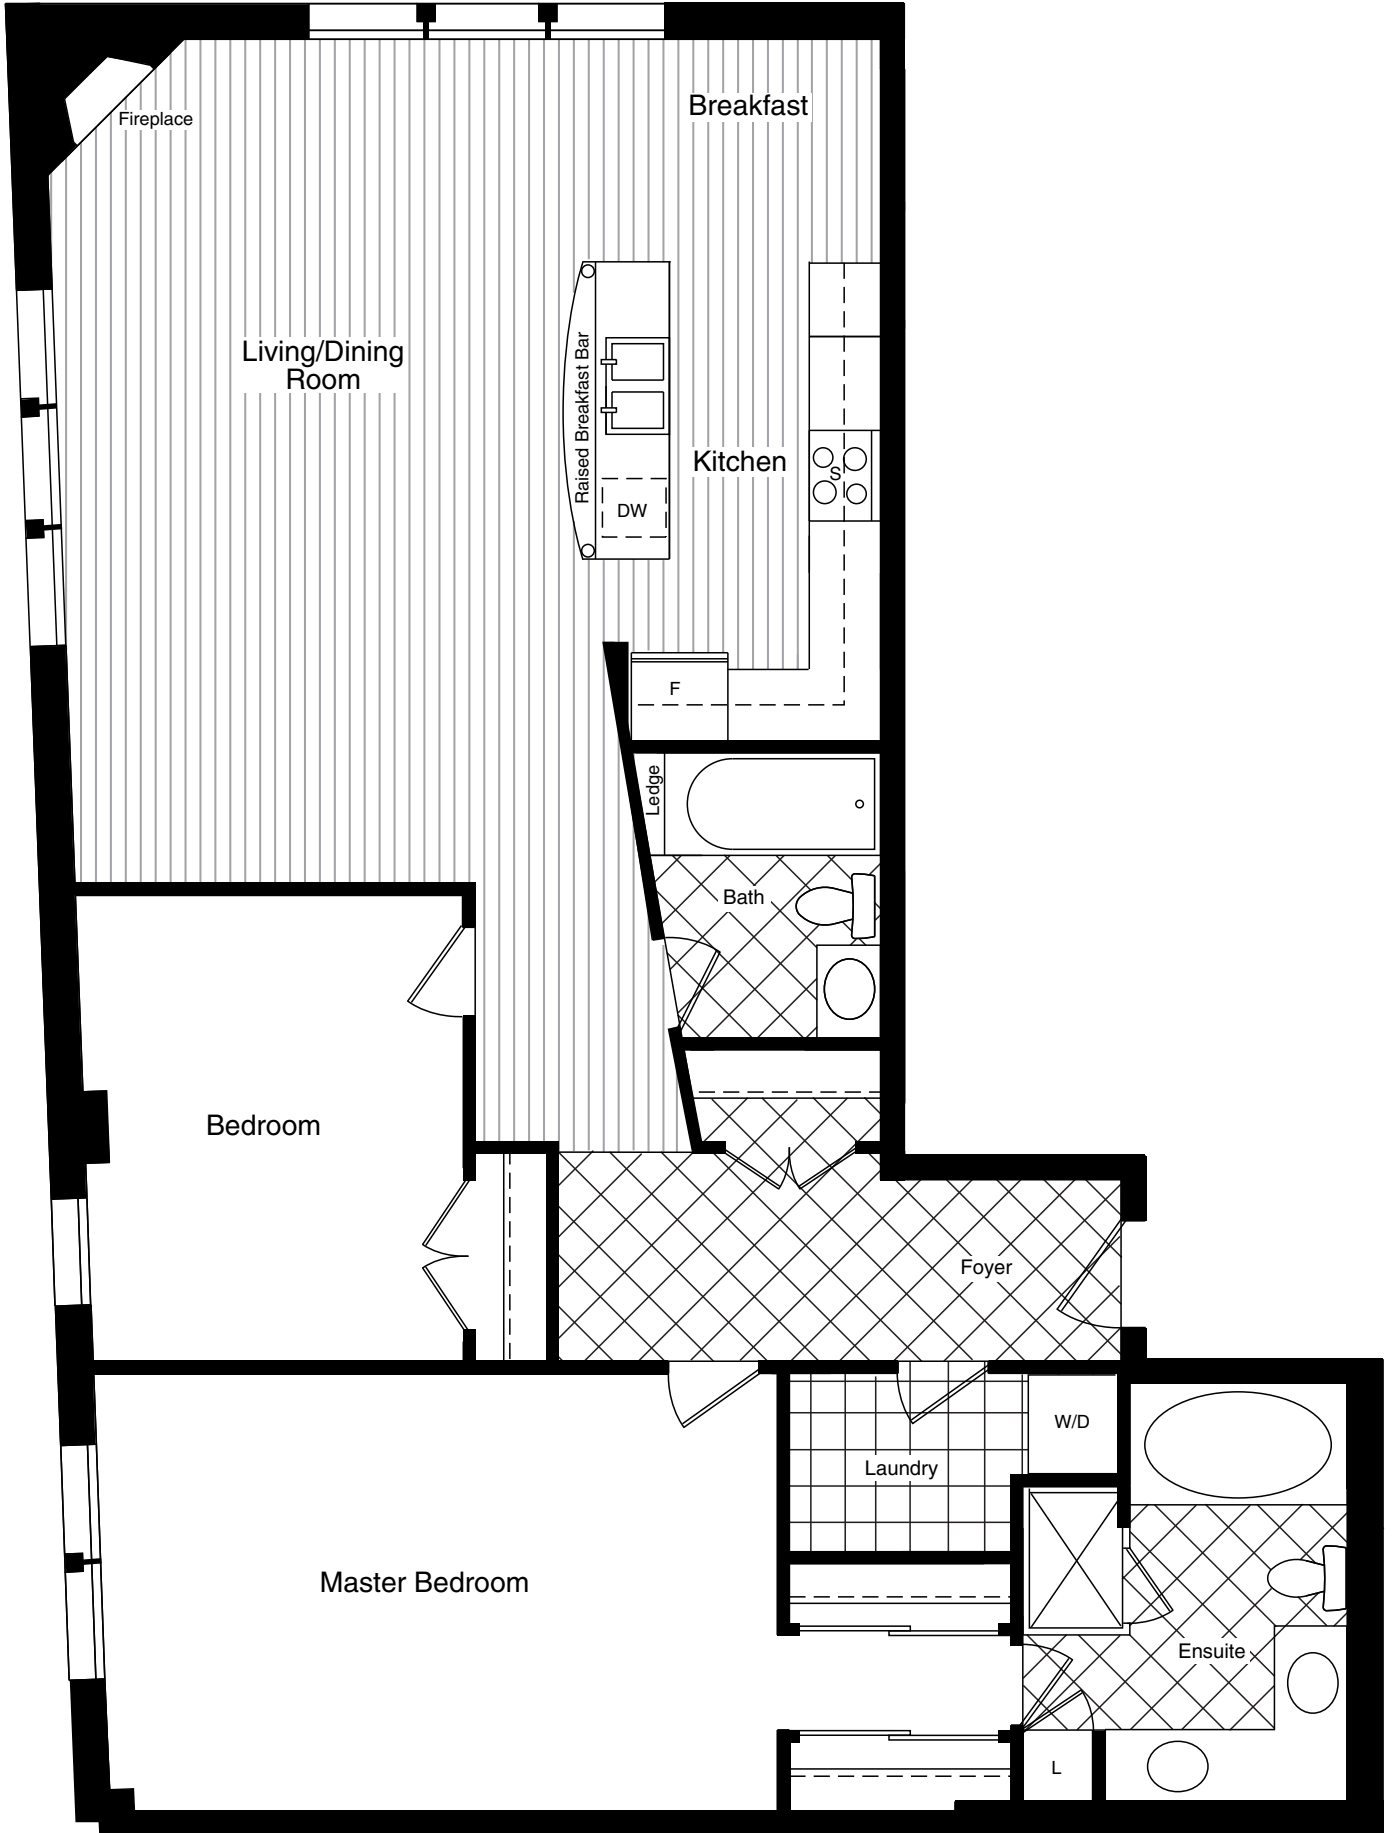 Breakfast
Fireplace
Living/Dining
Room
Raised Breakfast Bar
Kitchen
S
DW
F
Ledge
Bath
Bedroom
Foyer
W/D
Laundry
Master Bedroom
Ensuite
L